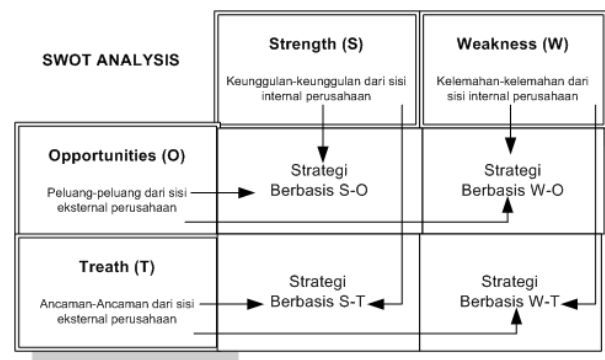 SWOT ANALYSIS
Strength (S)
Keunggulan-keunggulan dari sisi
internal perusahaan
Weakness (W)
Kelemahan-kelemahan dari
sisi internal perusahaan
Opportunities (O)
Peluang-peluang dari sisi
eksternal perusahaan
Strategi
Berbasis S-O
Strategi
Berbasis W-O
Treath (T)
Ancaman-Ancaman dari sisi
eksternal perusahaan
Strategi
Berbasis S-T
Strategi
Berbasis W-T